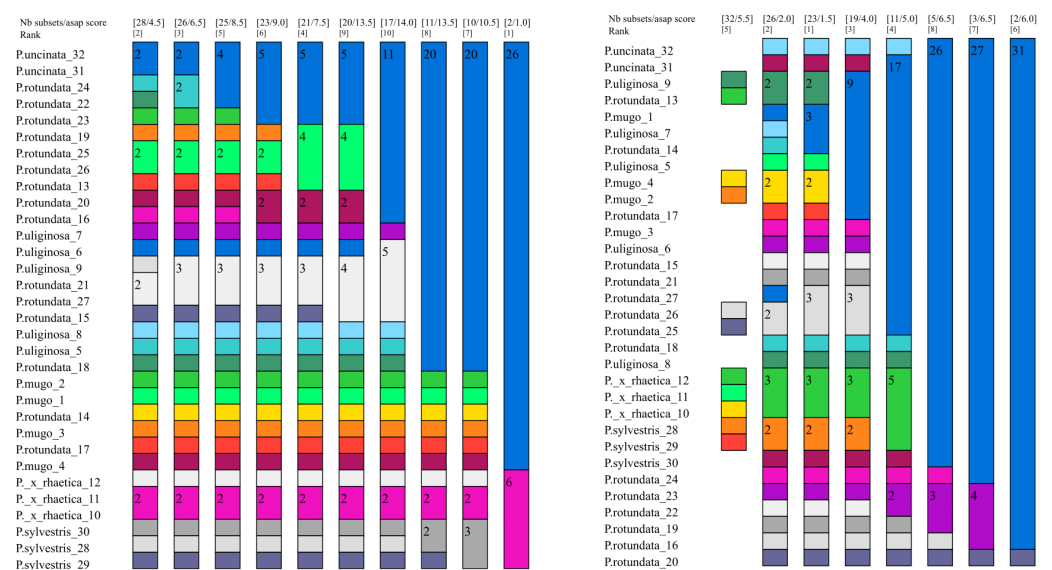 Nb subsets/asap score [28/4.5] [26/6.5] [25/8.5] [23/9.0] [21/7.5] [20/13.5] [17/14.0] [11/13.5] [10/10.5] [2/1.0]
Rank [2] [3] [5] [6] [4] [9] [10] [8] [7] [1]
P.uncinata_32 2 2 4 5 5 5 11 20 20 26
P.uncinata_31
P.rotundata_24 2
P.rotundata_22
P.rotundata_23
P.rotundata_19 4 4
P.rotundata_25 2 2 2 2
P.rotundata_26
P.rotundata_13
P.rotundata_20 2 2 2
P.rotundata_16
P.uliginosa_7
P.uliginosa_6 5
P.uliginosa_9 3 3 3 3 4
P.rotundata_21 2
P.rotundata_27
P.rotundata_15
P.uliginosa_8
P.uliginosa_5
P.rotundata_18
P.mugo_2
P.mugo_1
P.rotundata_14
P.mugo_3
P.rotundata_17
P.mugo_4
P._x_rhaetica_12 6
P._x_rhaetica_11 2 2 2 2 2 2 2 2 2
P._x_rhaetica_10
P.sylvestris_30 2 3
P.sylvestris_28
P.sylvestris_29
Nb subsets/asap score [32/5.5] [26/2.0] [23/1.5] [19/4.0] [11/5.0] [5/6.5] [3/6.5] [2/6.0]
Rank [5] [2] [1] [3] [4] [8] [7] [6]
P.uncinata_32 26 27 31
P.uncinata_31 17
P.uliginosa_9 2 2 9
P.rotundata_13
P.mugo_1 3
P.uliginosa_7
P.rotundata_14
P.uliginosa_5
P.mugo_4 2 2
P.mugo_2
P.rotundata_17
P.mugo_3
P.uliginosa_6
P.rotundata_15
P.rotundata_21
P.rotundata_27 3 3
P.rotundata_26 2
P.rotundata_25
P.rotundata_18
P.uliginosa_8
P._x_rhaetica_12 3 3 3 5
P._x_rhaetica_11
P._x_rhaetica_10
P.sylvestris_28 2 2 2
P.sylvestris_29
P.sylvestris_30
P.rotundata_24
P.rotundata_23 2 3 4
P.rotundata_22
P.rotundata_19
P.rotundata_16
P.rotundata_20